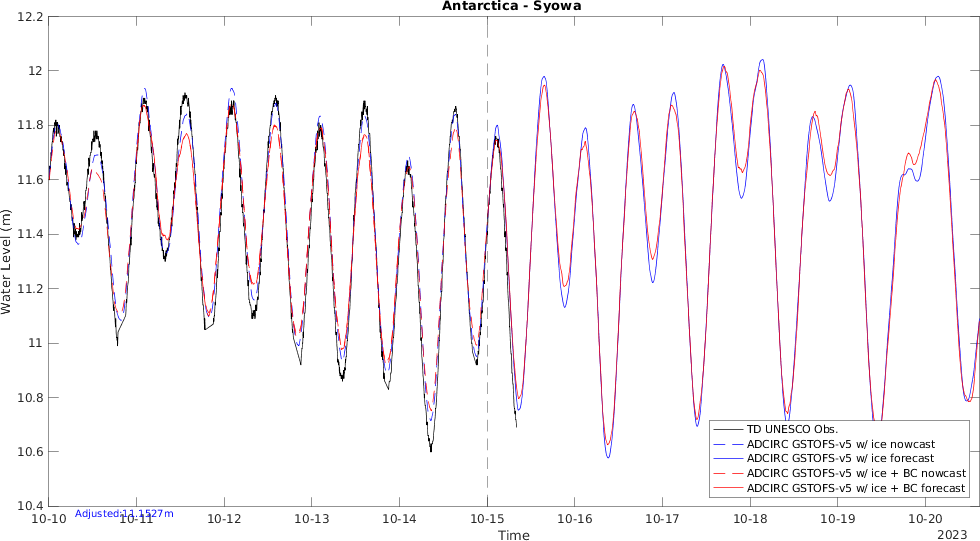 Antarctica - Syowa
Water Level (m)
12.2
12
11.8
11.6
11.4
11.2
11
10.8
10.6
10.4
TD UNESCO Obs.
ADCIRC GSTOFS-v5 w/ ice nowcast
ADCIRC GSTOFS-v5 w/ ice forecast
ADCIRC GSTOFS-v5 w/ ice + BC nowcast
ADCIRC GSTOFS-v5 w/ ice + BC forecast
Adjusted:11.1527m
10-10 10-11 10-12 10-13 10-14 10-15 10-16 10-17 10-18 10-19 10-20
Time
2023